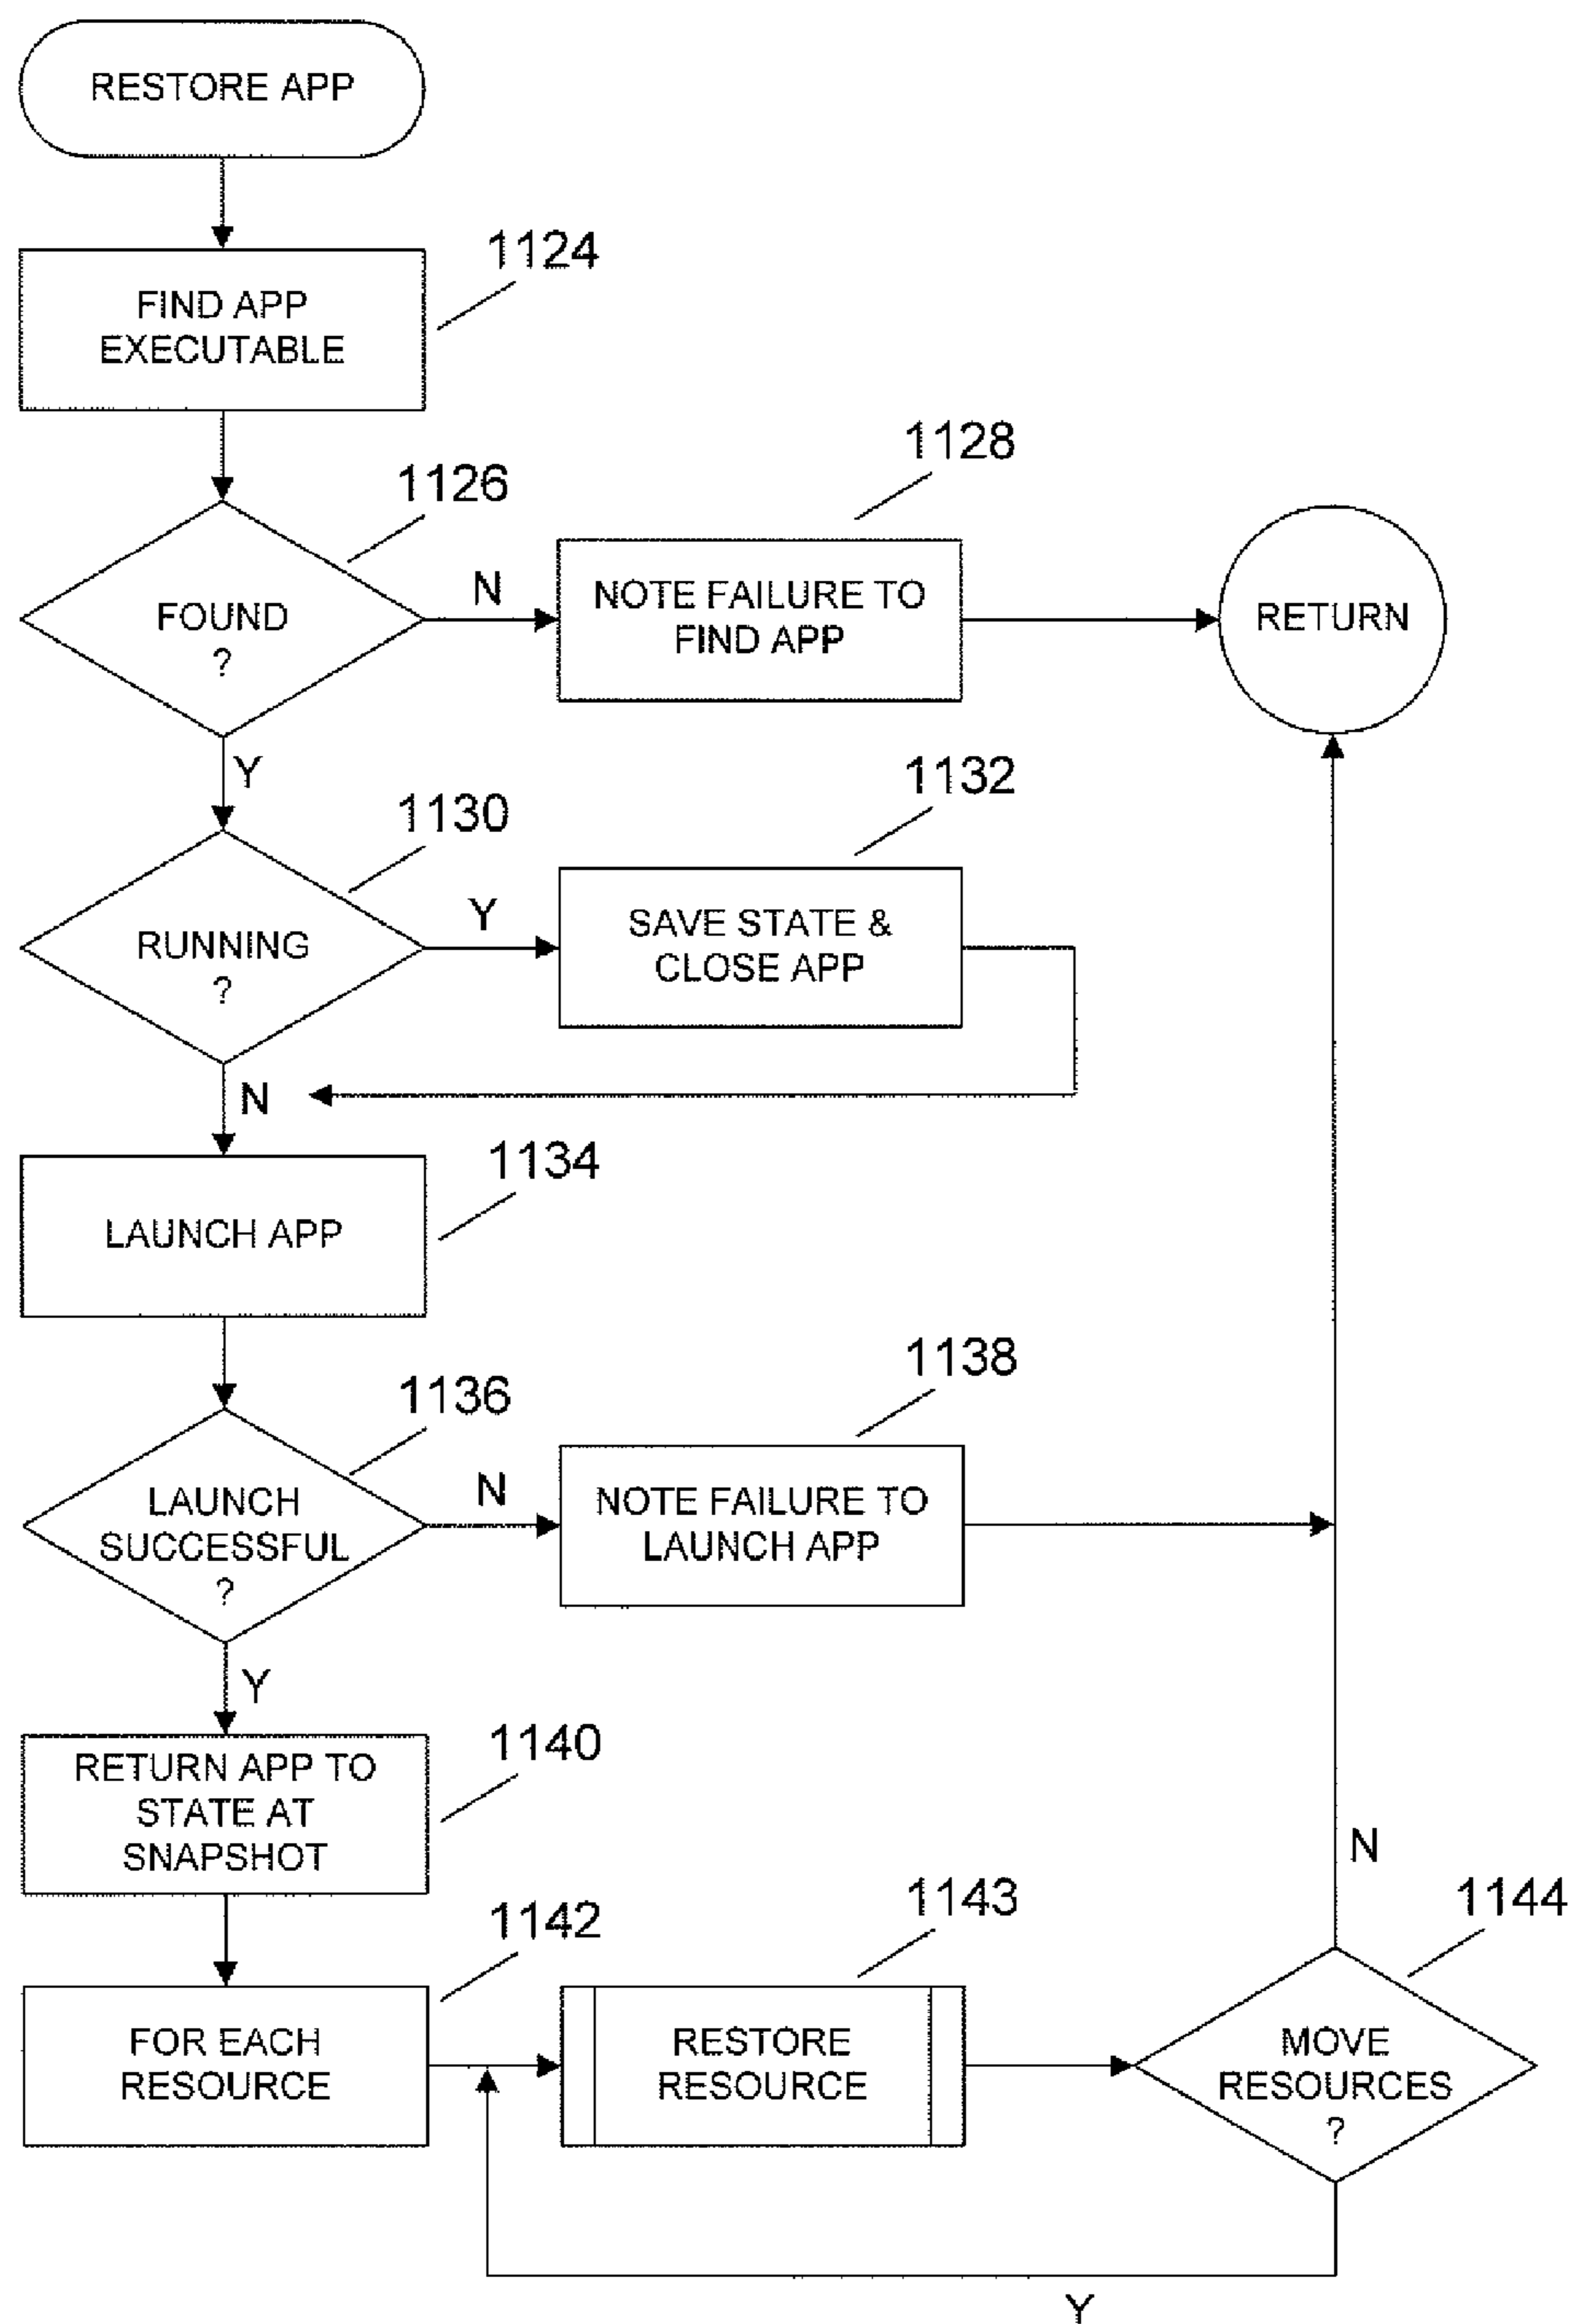 RESTORE APP
1124
FIND APP
EXECUTABLE
1126
1128
FOUND
?
N
NOTE FAILURE TO
FIND APP
RETURN
Y
1130
1132
RUNNING
?
Y
SAVE STATE &
CLOSE APP
N
1134
LAUNCH APP
1136
1138
LAUNCH
SUCCESSFUL
?
N
NOTE FAILURE TO
LAUNCH APP
Y
1140
RETURN APP TO
STATE AT
SNAPSHOT
N
1142
1143
1144
FOR EACH
RESOURCE
RESTORE
RESOURCE
MOVE
RESOURCES
?
Y